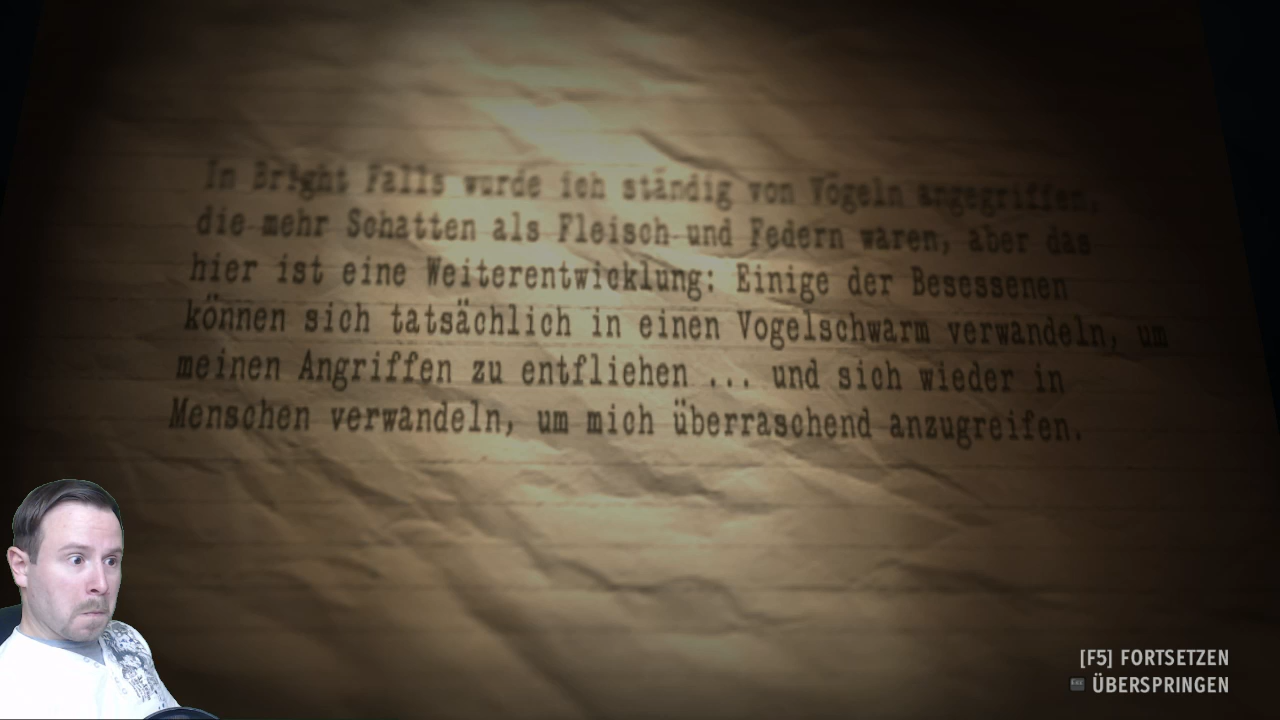 In Bright Falls wurde ich ständig von Vögeln angegriffen,
die mehr Schatten als Fleisch und Federn waren, aber das
hier ist eine Weiterentwicklung: Einige der Besessenen
können sich tatsächlich in einen Vogelschwarm verwandeln, um
meinen Angriffen zu entfliehen ... und sich wieder in
Menschen verwandeln, um mich überraschend anzugreifen.
[F5] FORTSETZEN
ÜBERSPRINGEN